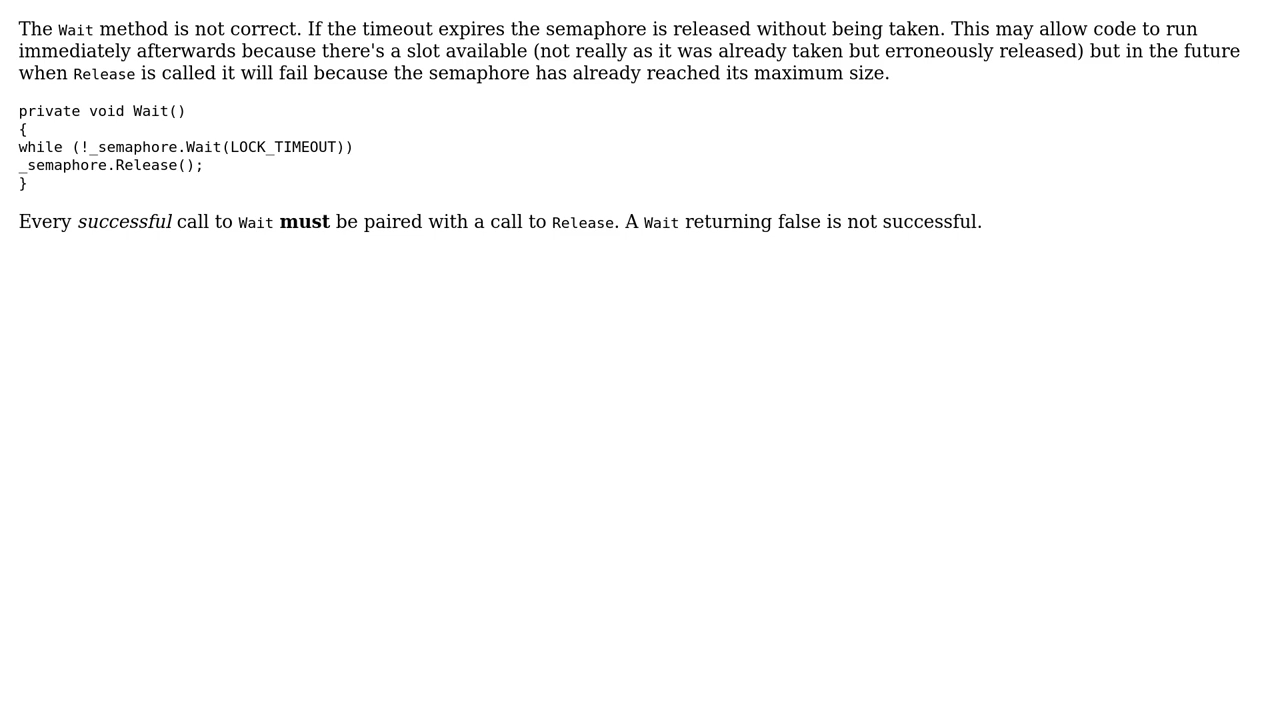 The Wait method is not correct. If the timeout expires the semaphore is released without being taken. This may allow code to run
immediately afterwards because there's a slot available (not really as it was already taken but erroneously released) but in the future
when Release is called it will fail because the semaphore has already reached its maximum size.
private void Wait()
{
while (!_semaphore.Wait(LOCK_TIMEOUT))
_semaphore.Release();
}
Every successful call to Wait must be paired with a call to Release. A Wait returning false is not successful.